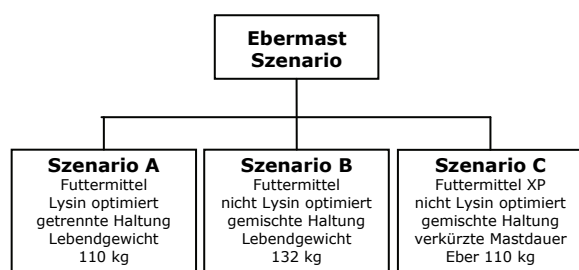 Ebermast
Szenario
Szenario A
Futtermittel
Lysin optimiert
getrennte Haltung
Lebendgewicht
110 kg
Szenario B
Futtermittel
nicht Lysin optimiert
gemischte Haltung
Lebendgewicht
132 kg
Szenario C
Futtermittel XP
nicht Lysin optimiert
gemischte Haltung
verkürzte Mastdauer
Eber 110 kg